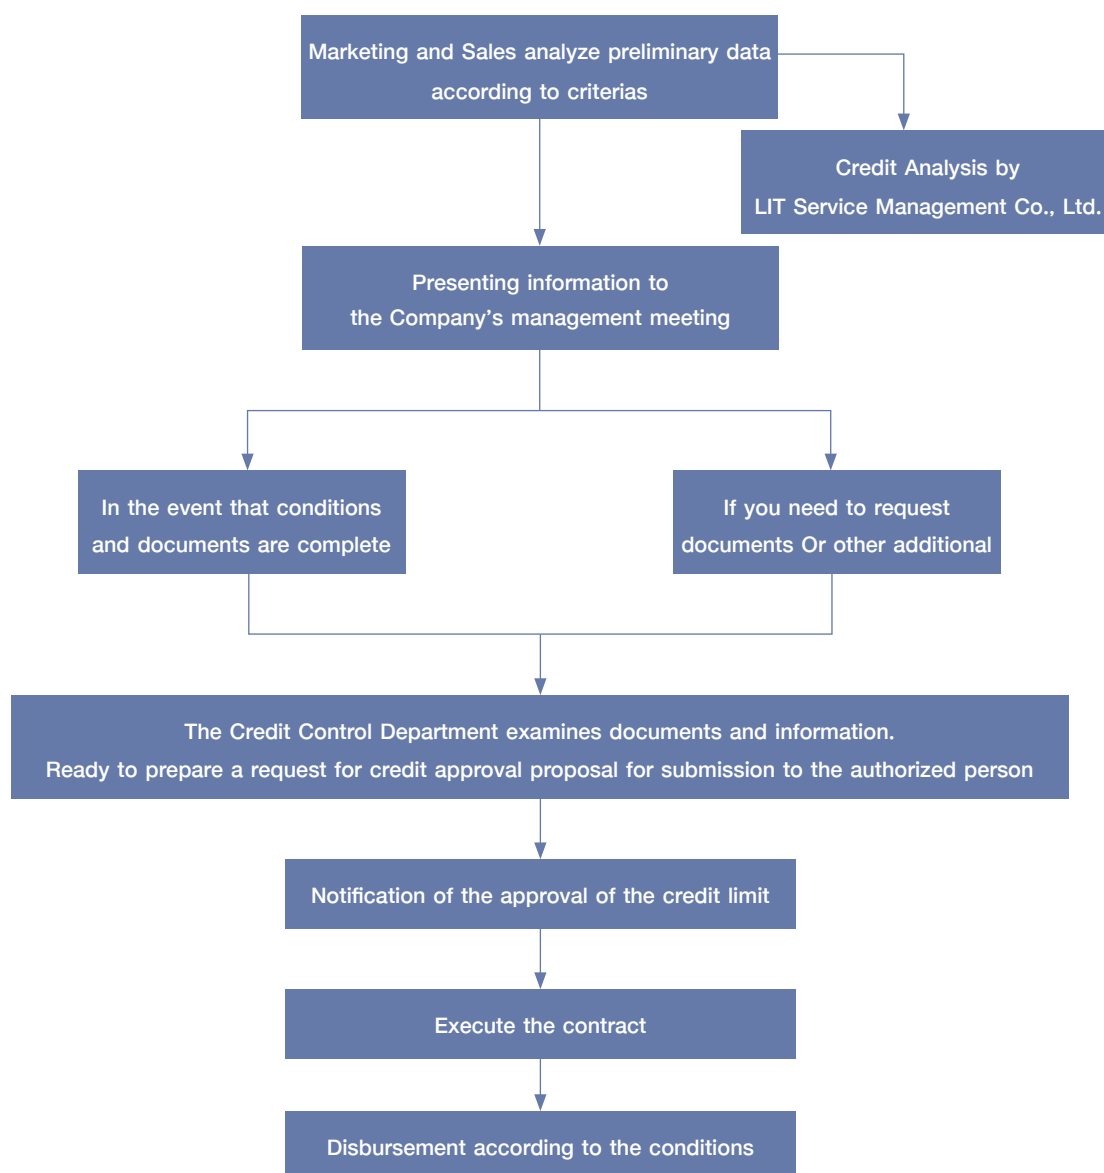 Marketing and Sales analyze preliminary data
according to criterias
Credit Analysis by
LIT Service Management Co., Ltd.
Presenting information to
the Company’s management meeting
In the event that conditions
and documents are complete
If you need to request
documents Or other additional
The Credit Control Department examines documents and information.
Ready to prepare a request for credit approval proposal for submission to the authorized person
Notification of the approval of the credit limit
Execute the contract
Disbursement according to the conditions